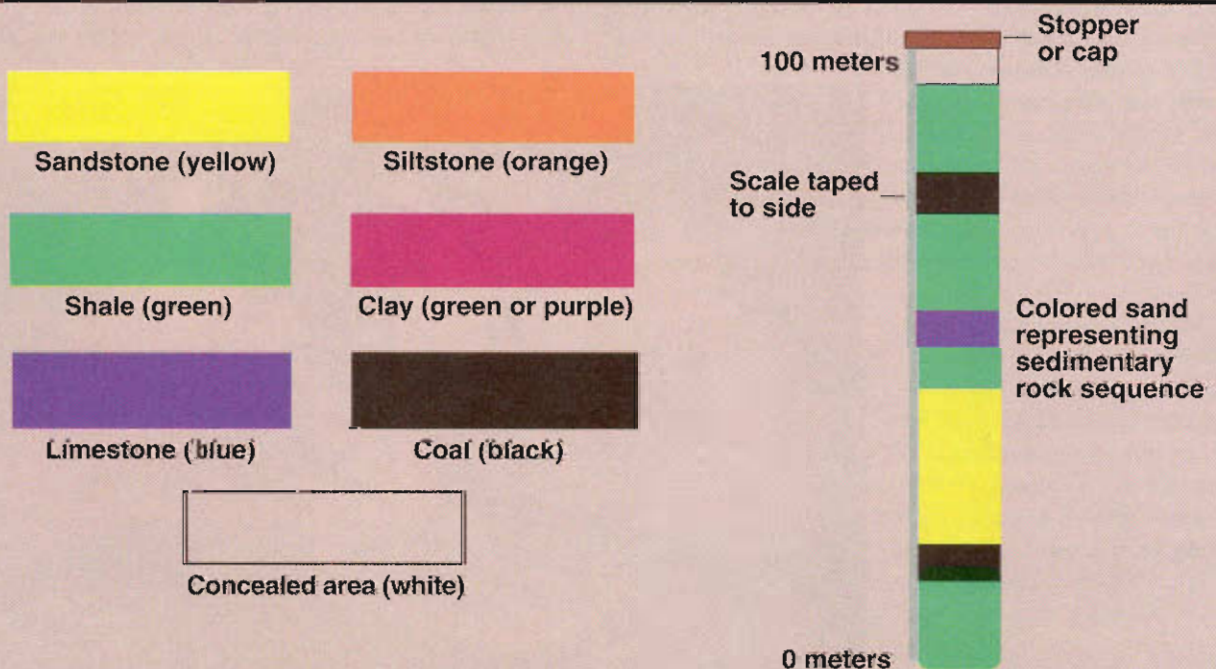 Sandstone (yellow)
Siltstone (orange)
Shale (green)
Clay (green or purple)
Limestone (blue)
Coal (black)
Concealed area (white)
Stopper
or cap
100 meters
Scale taped
to side
Colored sand
representing
sedimentary
rock sequence
0 meters